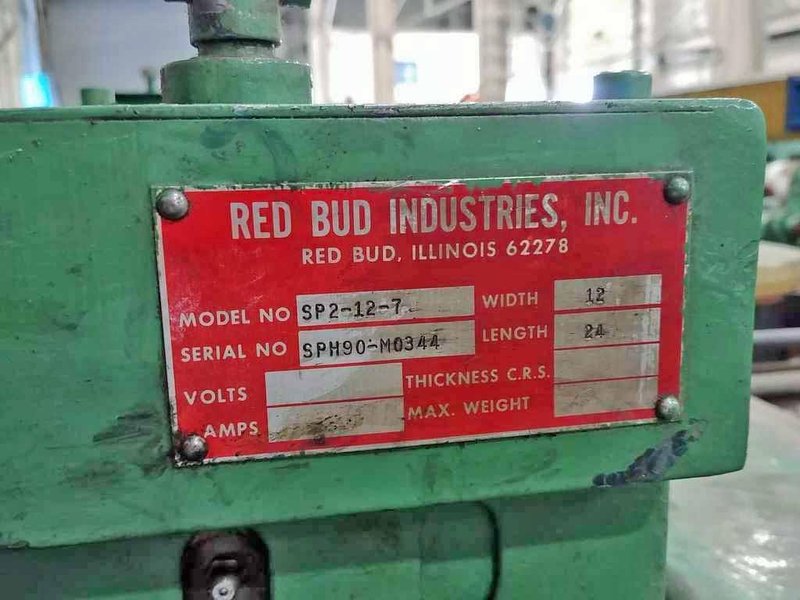 RED BUD INDUSTRIES, INC.
RED BUD, ILLINOIS 62278
MODEL NO SP2-12-7 WIDTH 12
SERIAL NO SPH90-M0344 LENGTH 24
VOLTS THICKNESS C.R.S.
AMPS MAX. WEIGHT